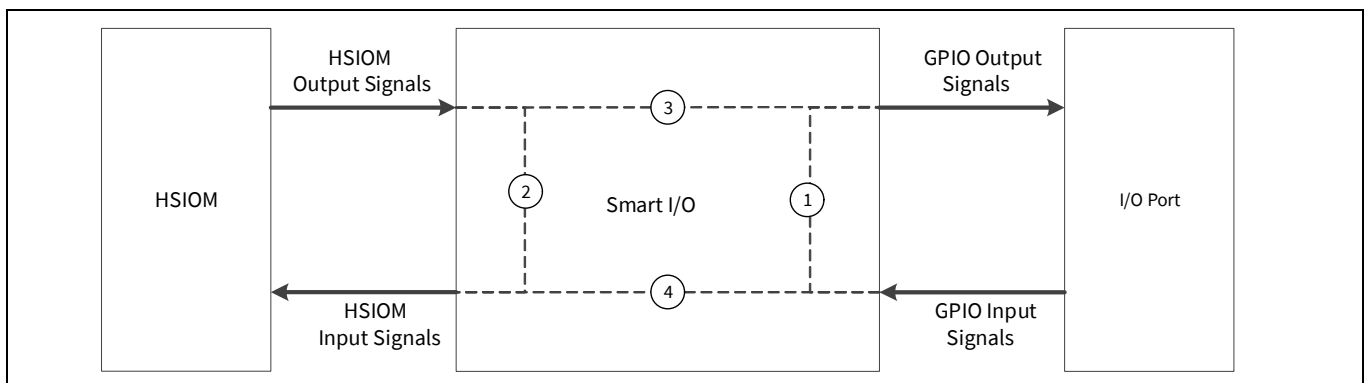 HSIOM
Output Signals
GPIO Output
Signals
3
HSIOM
2
Smart I/O
1
I/O Port
4
HSIOM
Input Signals
GPIO Input
Signals